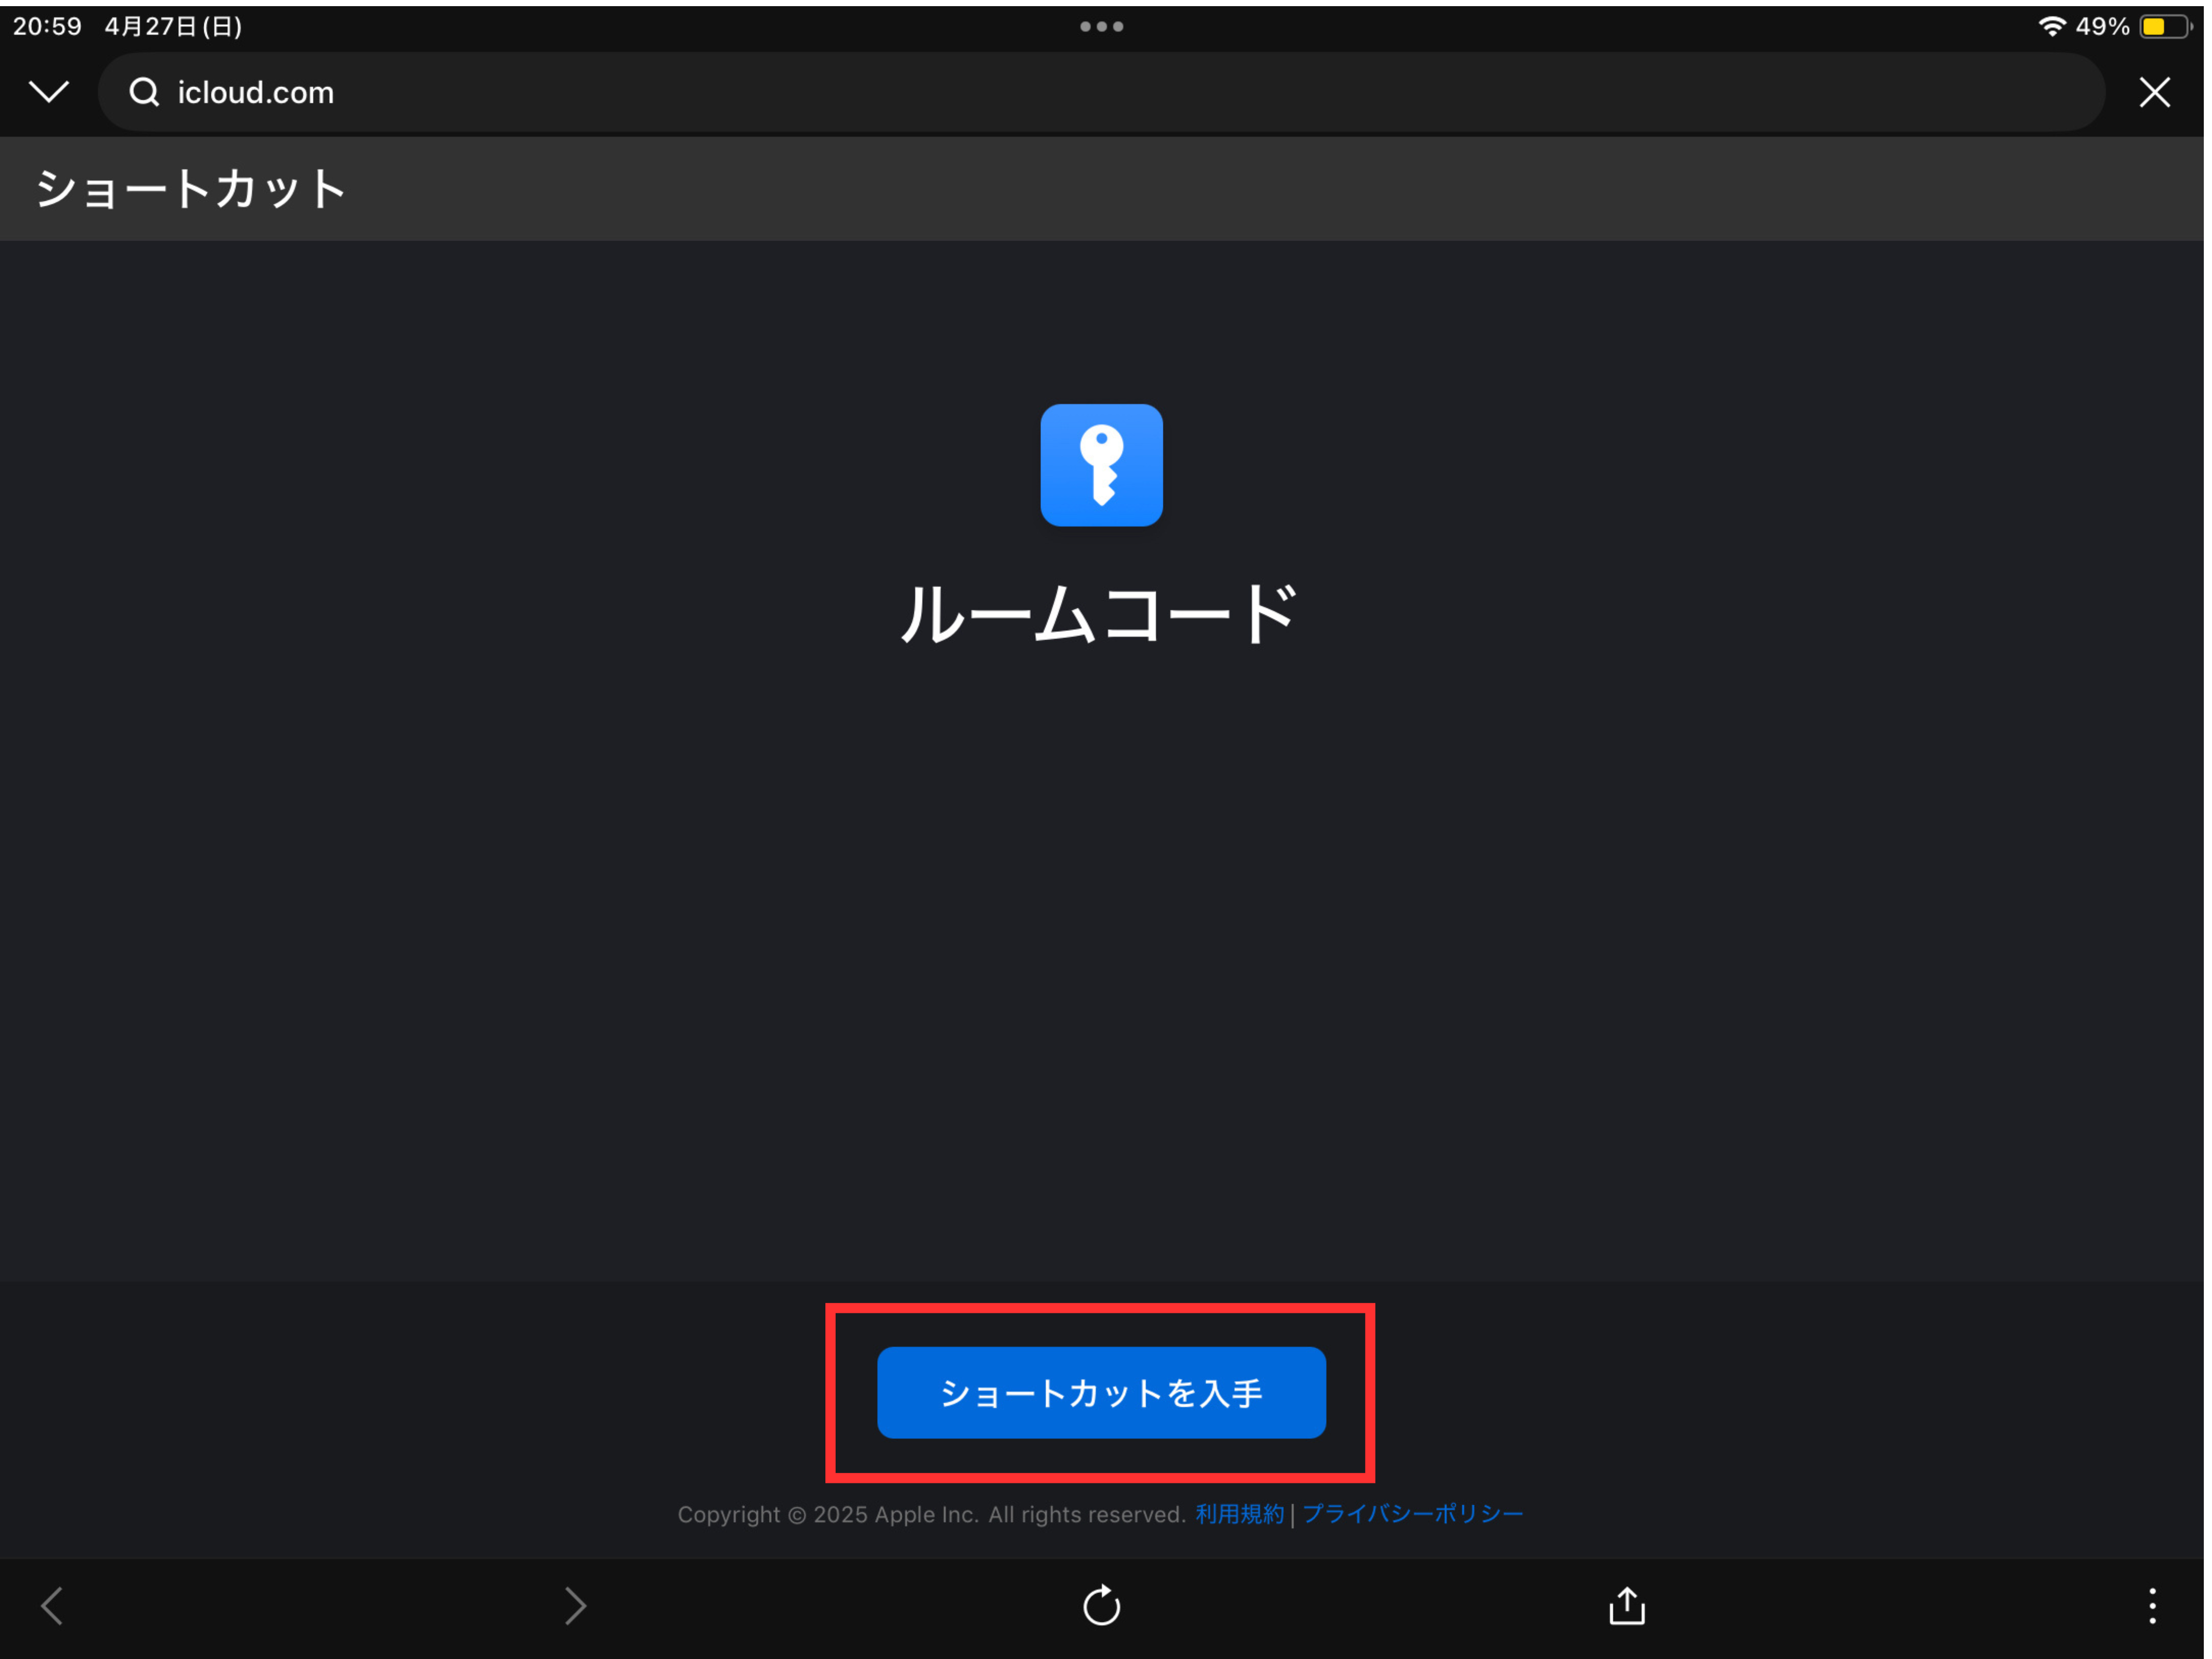 20:59 4月27日(日)
49%
icloud.com
ショートカット
ルームコード
ショートカットを入手
Copyright © 2025 Apple Inc. All rights reserved. 利用規約 | プライバシーポリシー